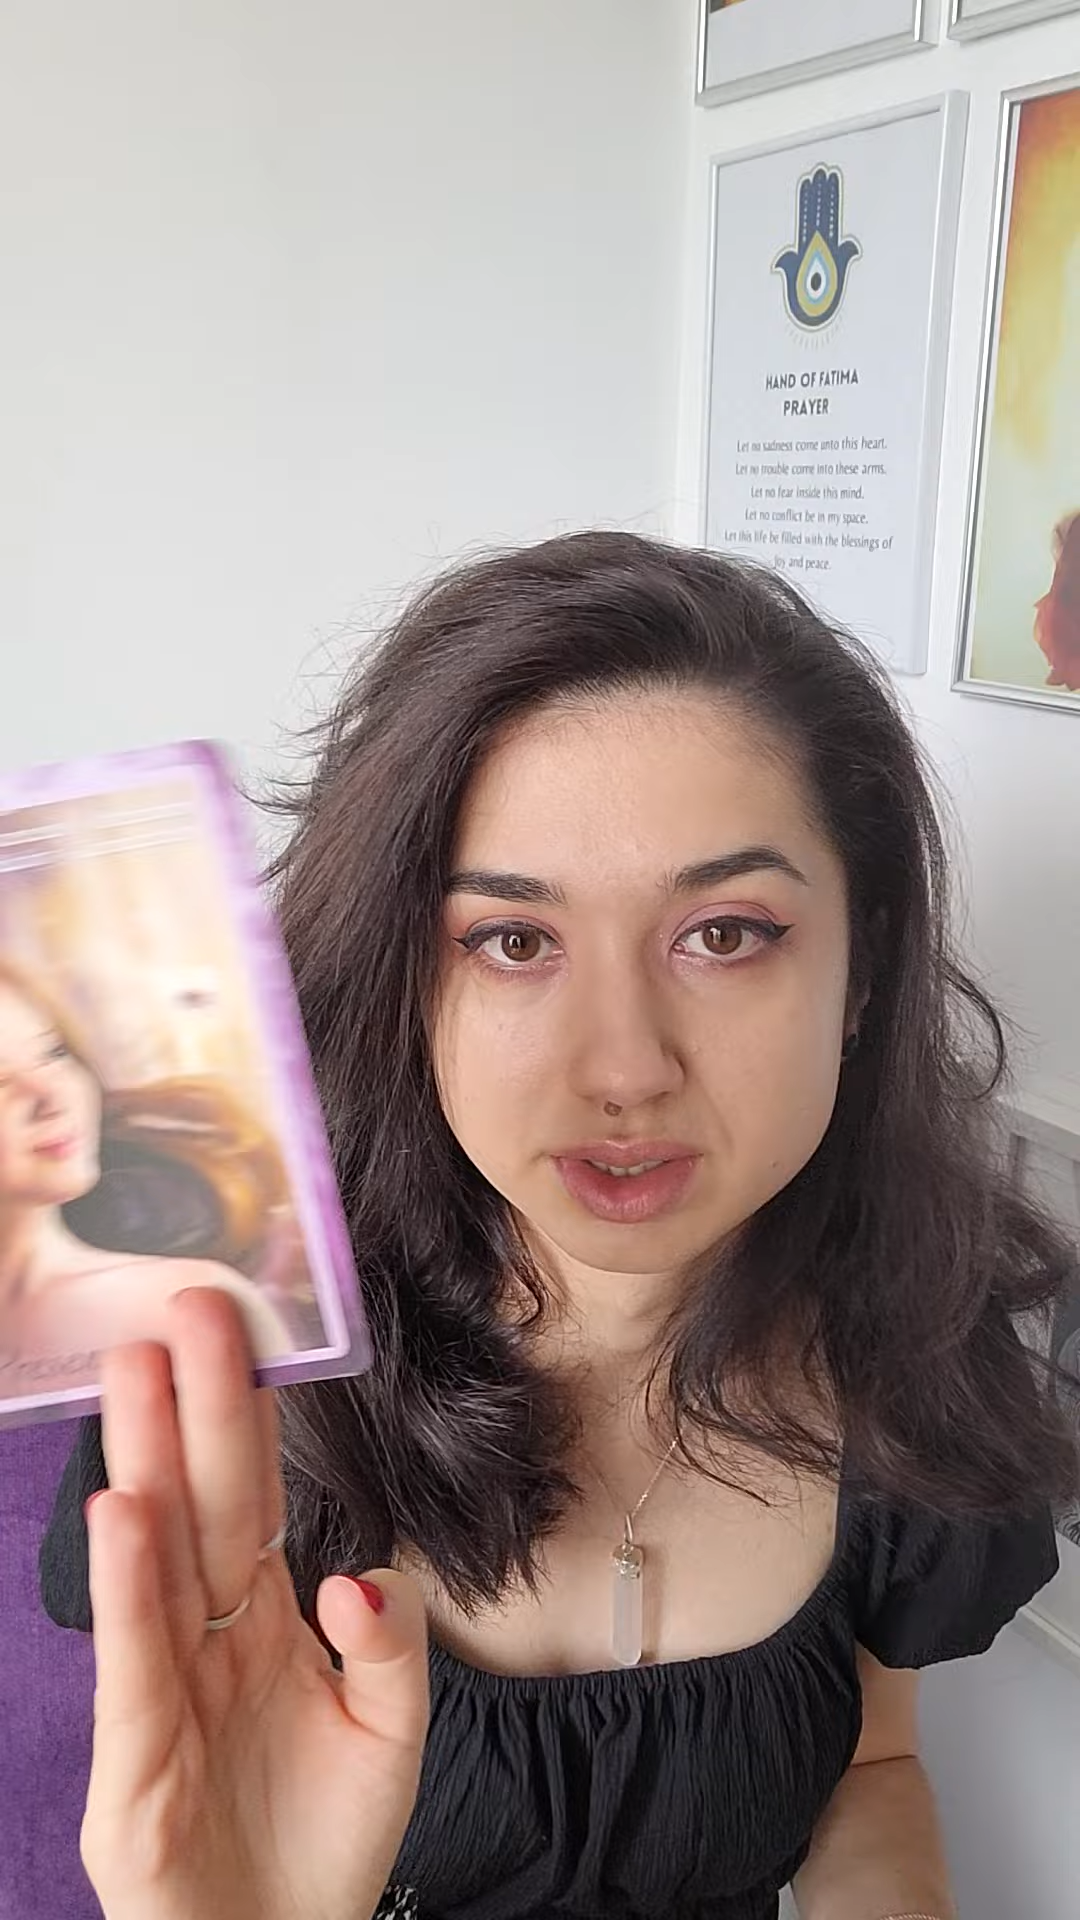 HAND OF FATIMA
PRAYER
Let no sadness come unto this heart.
Let no trouble come into these arms.
Let no fear inside this mind.
Let no conflict be in my space.
Let this life be filled with the blessings of
joy and peace.